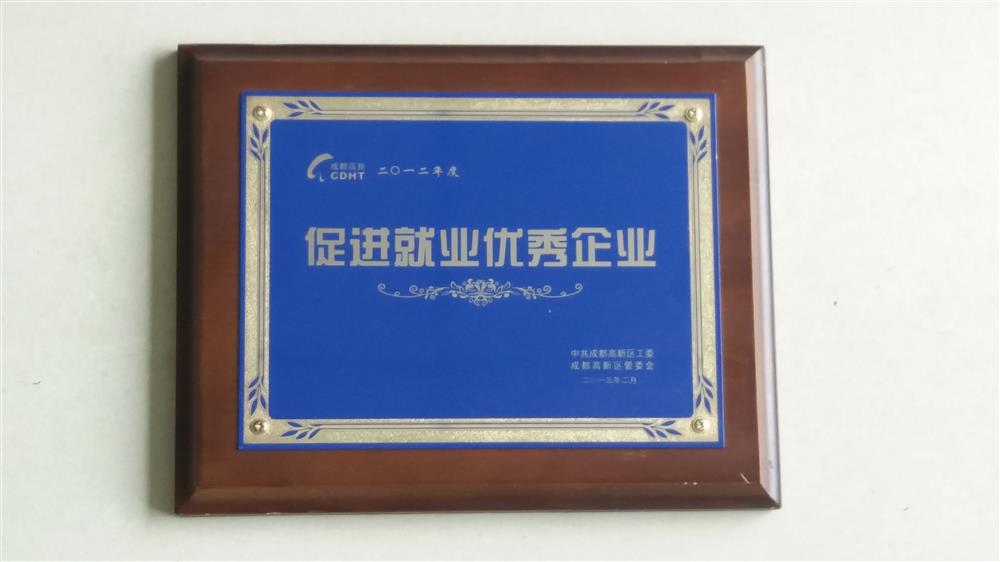 成都高新
CDHT 二〇一二年度
促进就业优秀企业
中共成都高新区工委
成都高新区管委会
二〇一三年二月